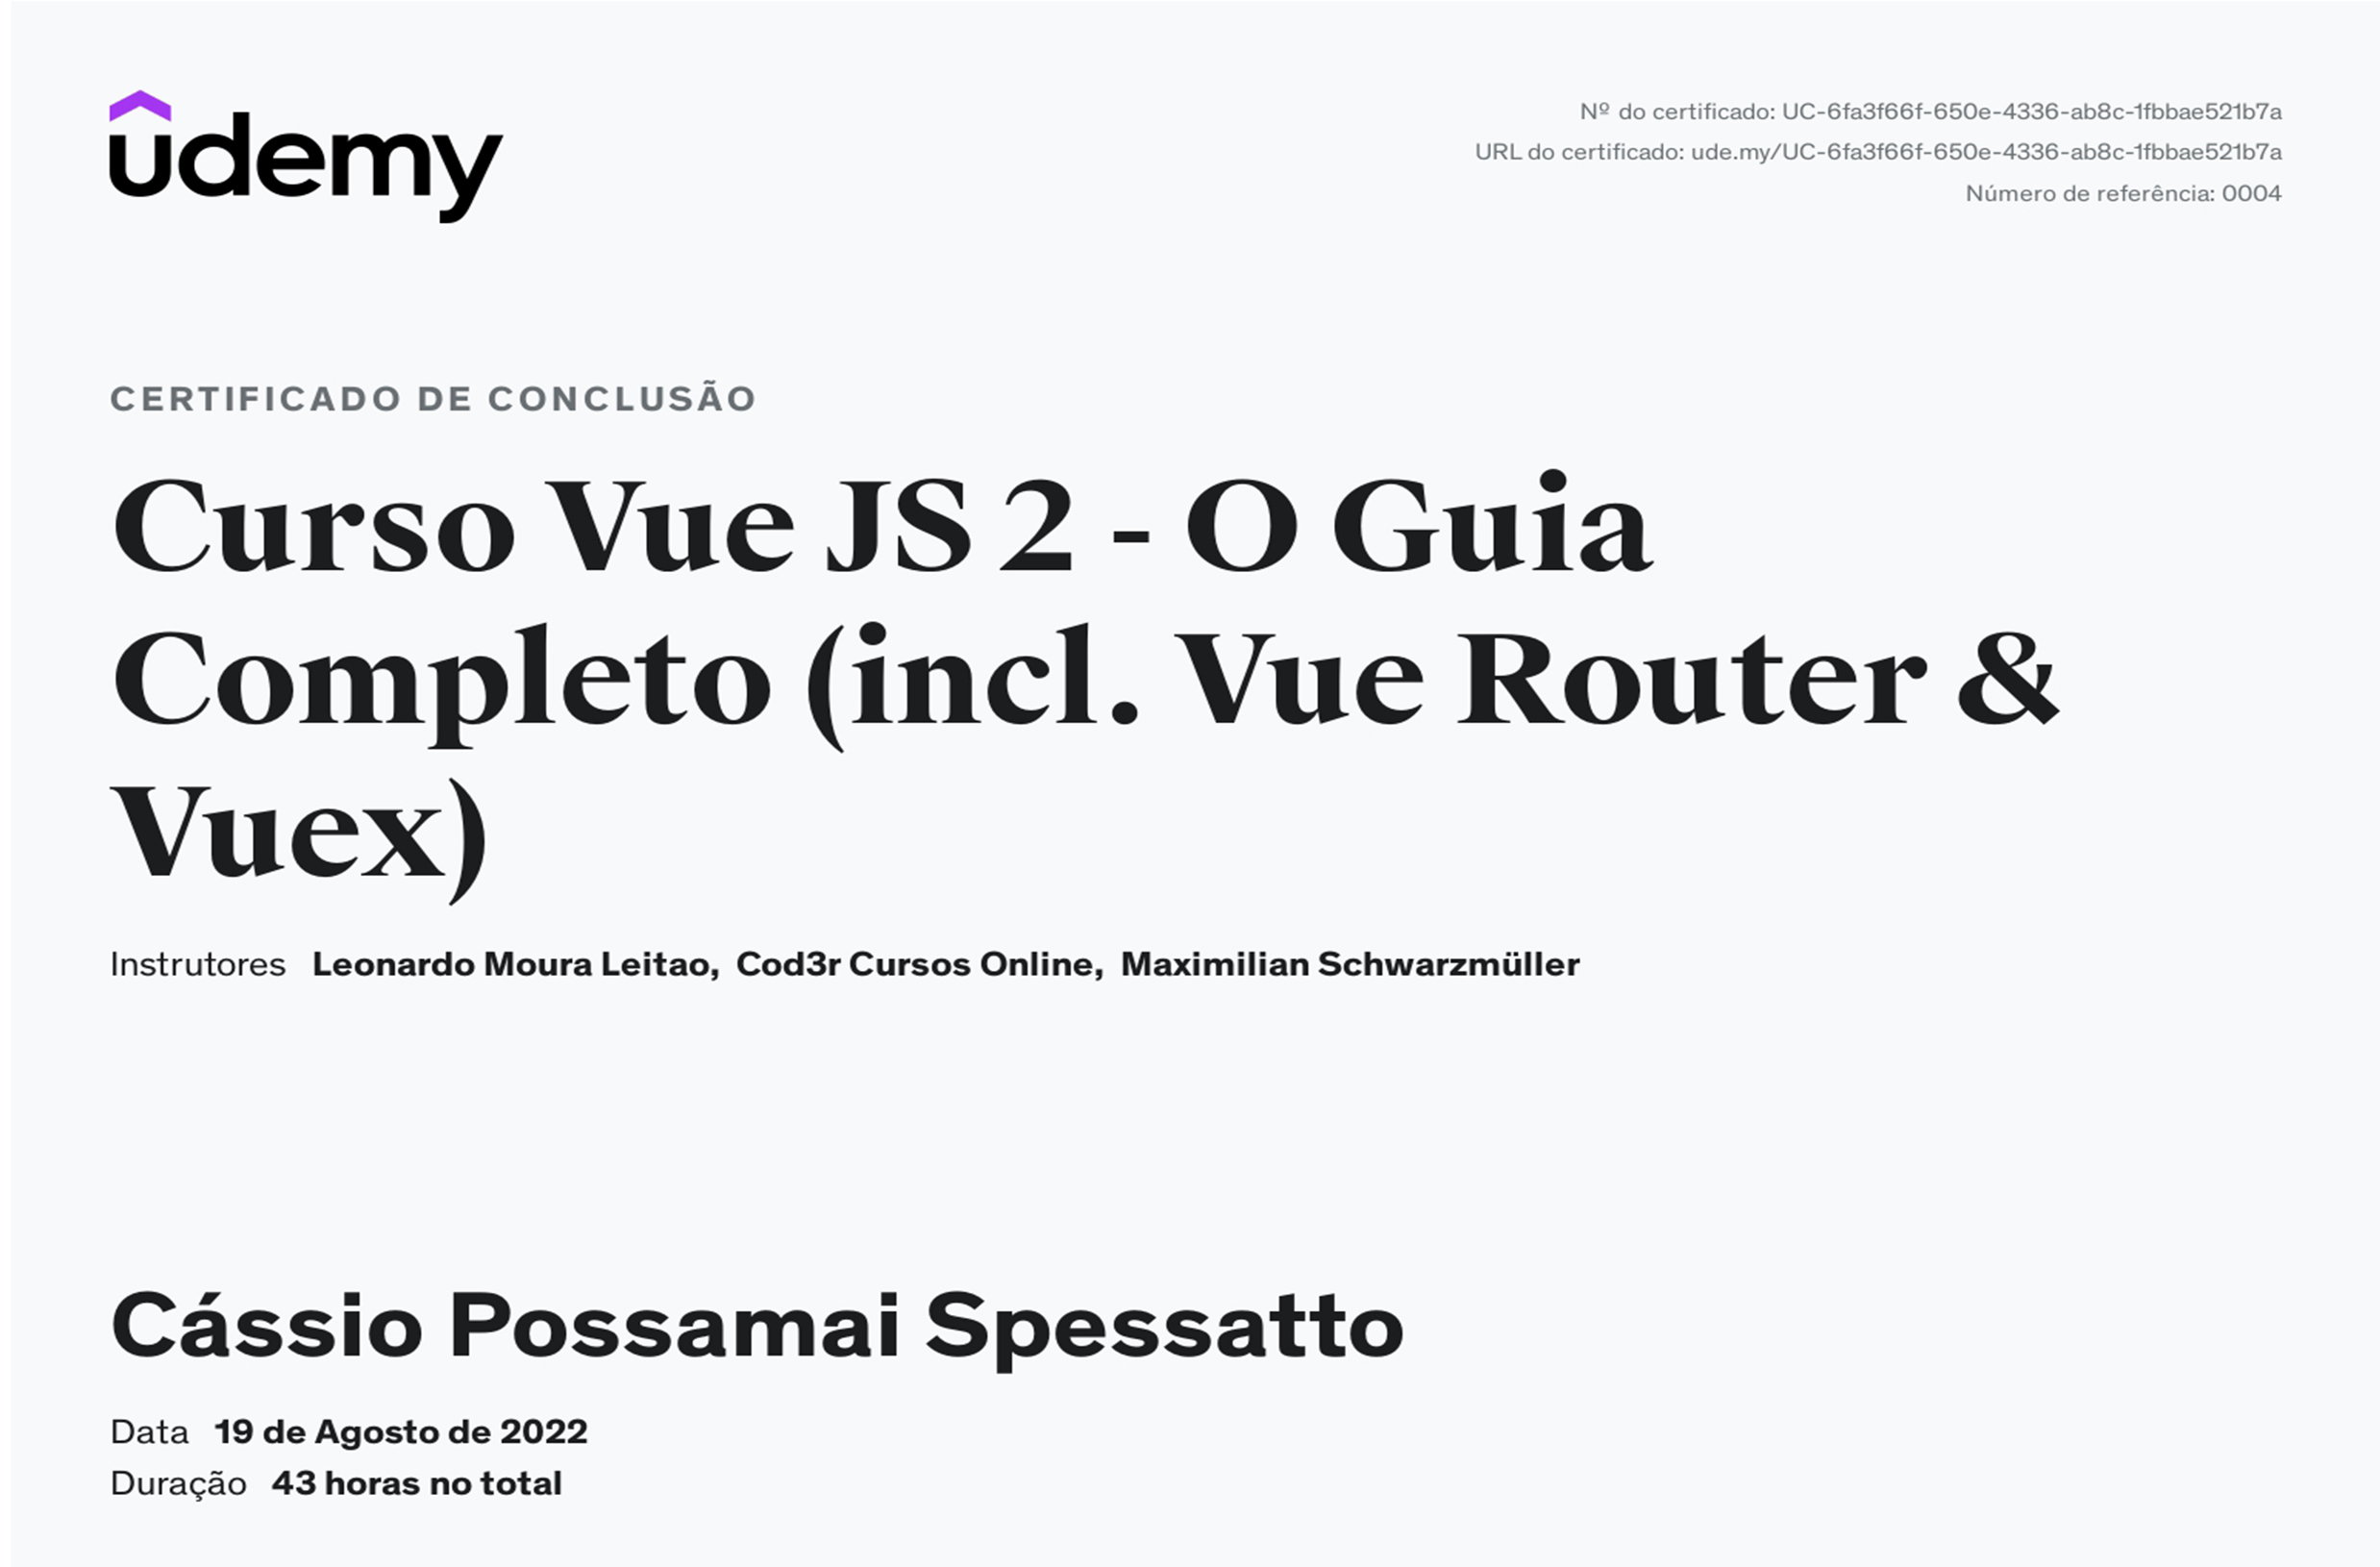 udemy
Nº do certificado: UC-6fa3f66f-650e-4336-ab8c-1fbbae521b7a
URL do certificado: ude.my/UC-6fa3f66f-650e-4336-ab8c-1fbbae521b7a
Número de referência: 0004
CERTIFICADO DE CONCLUSÃO
Curso Vue JS 2 - O Guia
Completo (incl. Vue Router &
Vuex)
Instrutores Leonardo Moura Leitao, Cod3r Cursos Online, Maximilian Schwarzmüller
Cássio Possamai Spessatto
Data 19 de Agosto de 2022
Duração 43 horas no total